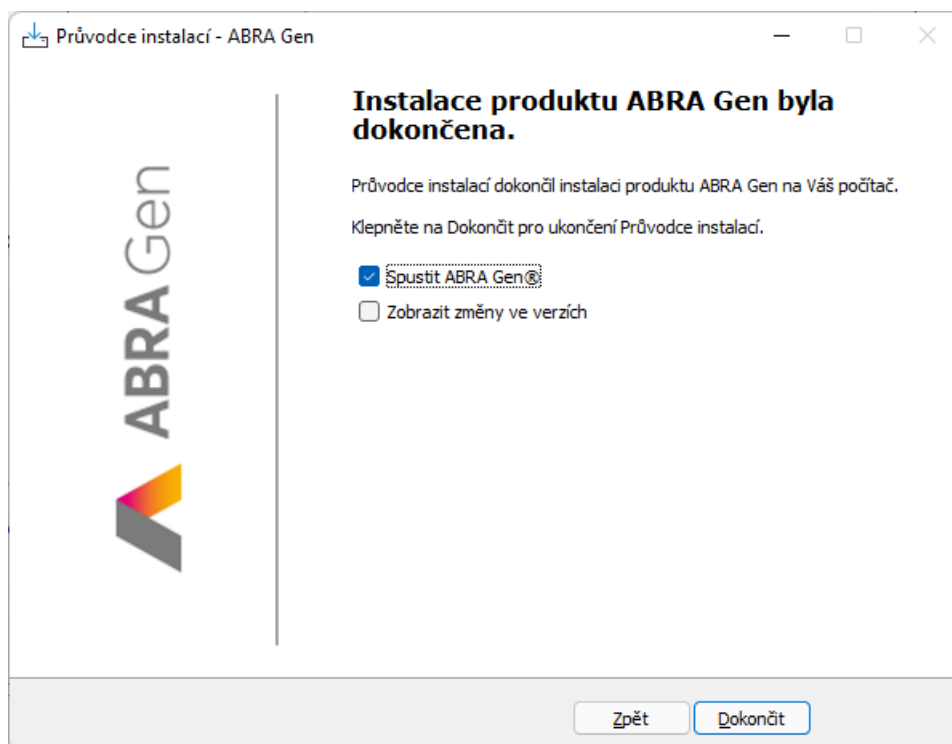 Průvodce instalací - ABRA Gen
Instalace produktu ABRA Gen byla
dokončena.
Průvodce instalací dokončil instalaci produktu ABRA Gen na Váš počítač.
Klepněte na Dokončit pro ukončení Průvodce instalací.
Spustit ABRA Gen®
Zobrazit změny ve verzích
ABRA Gen
Zpět
Dokončit